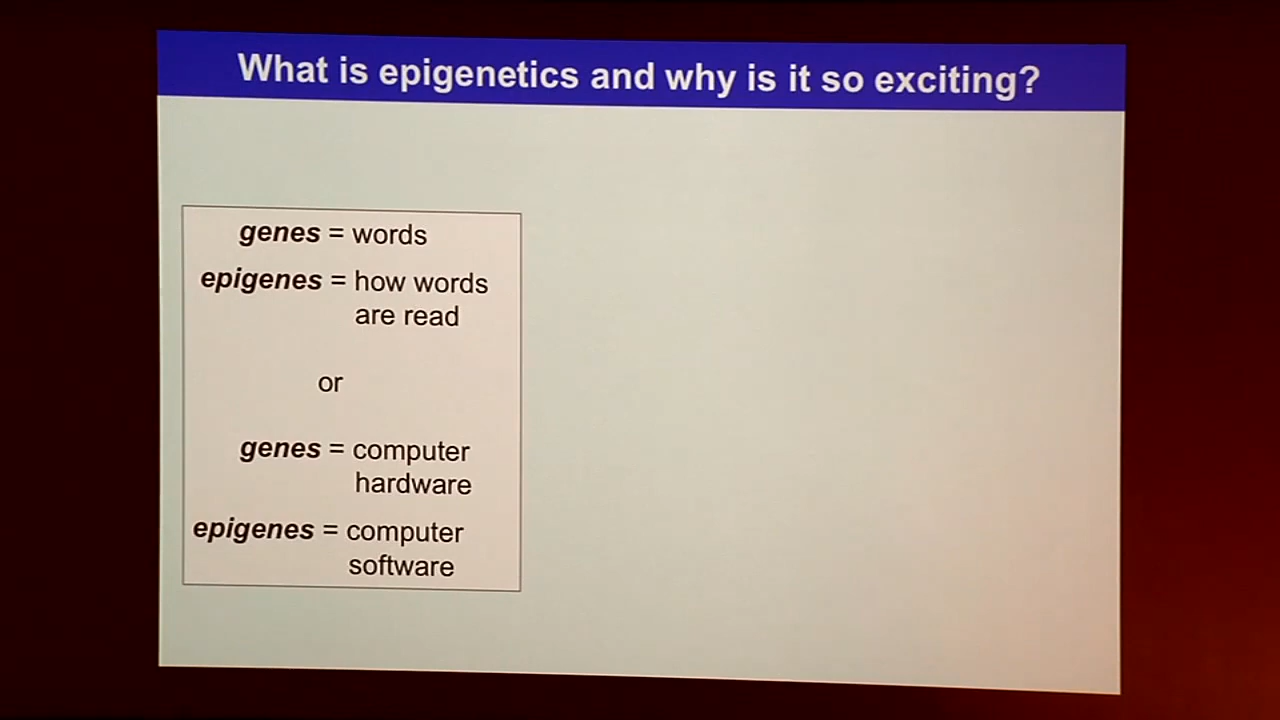 What is epigenetics and why is it so exciting?
genes = words
epigenes = how words
are read
or
genes = computer
hardware
epigenes = computer
software